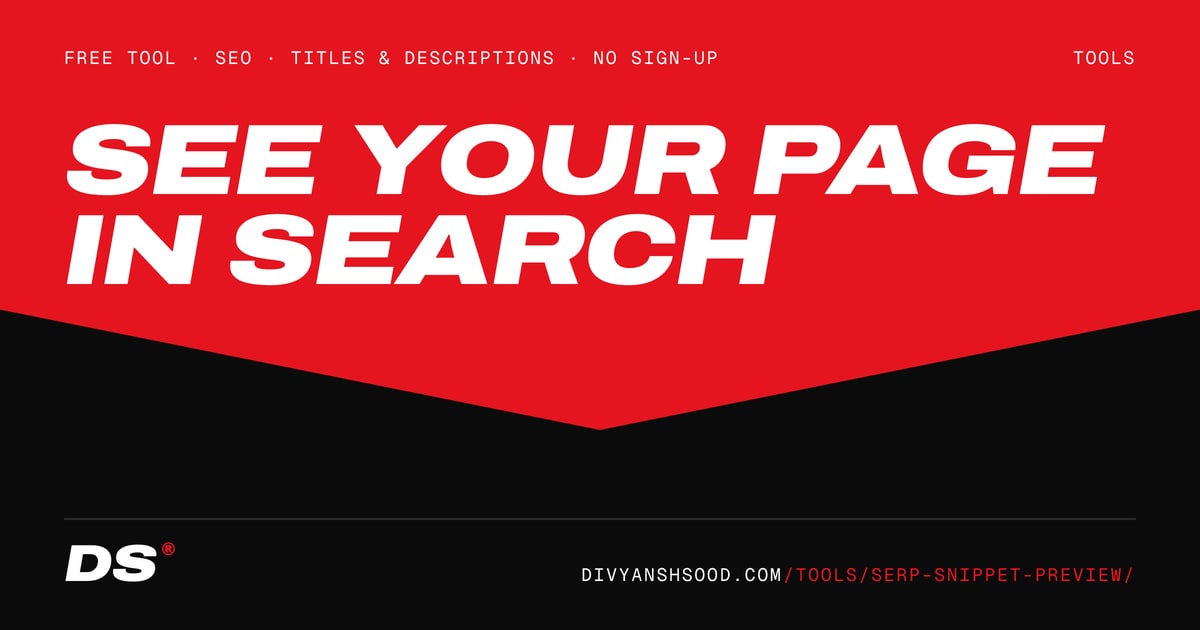 FREE TOOL · SEO · TITLES & DESCRIPTIONS · NO SIGN-UP
TOOLS
SEE YOUR PAGE
IN SEARCH
DS®
DIVYANSHSOOD.COM/TOOLS/SERP-SNIPPET-PREVIEW/